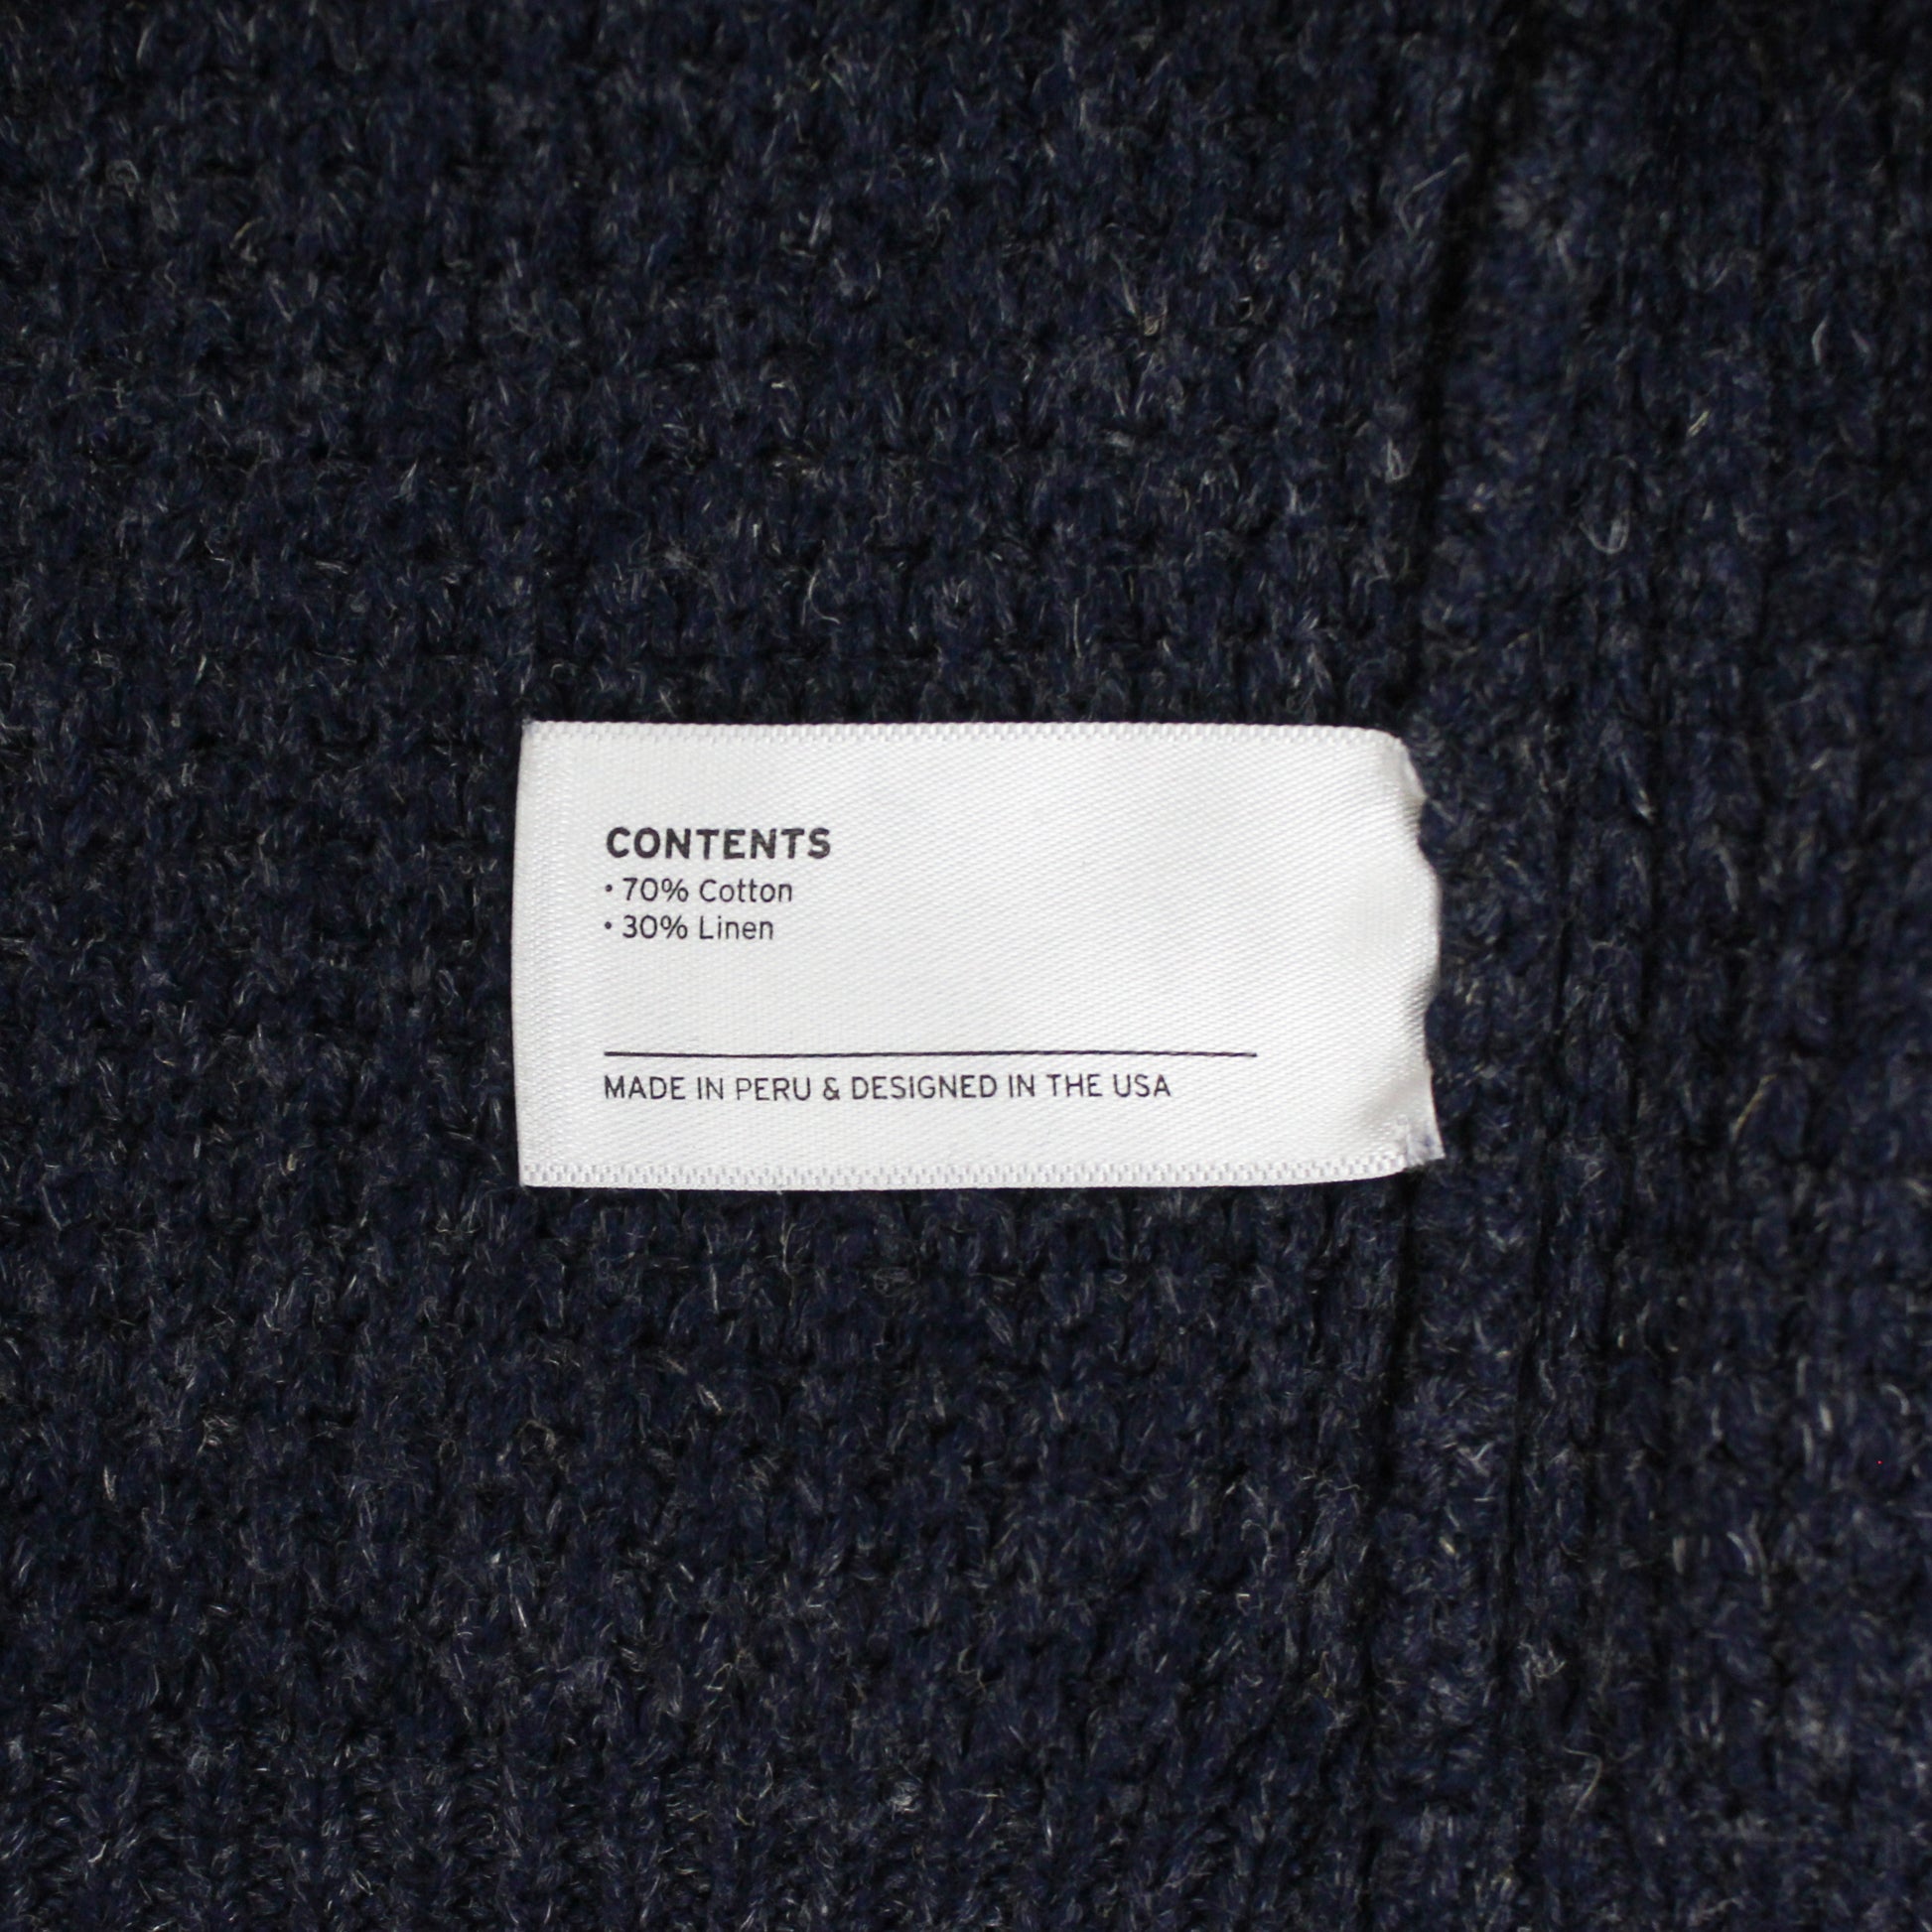 CONTENTS
• 70% Cotton
• 30% Linen
MADE IN PERU & DESIGNED IN THE USA